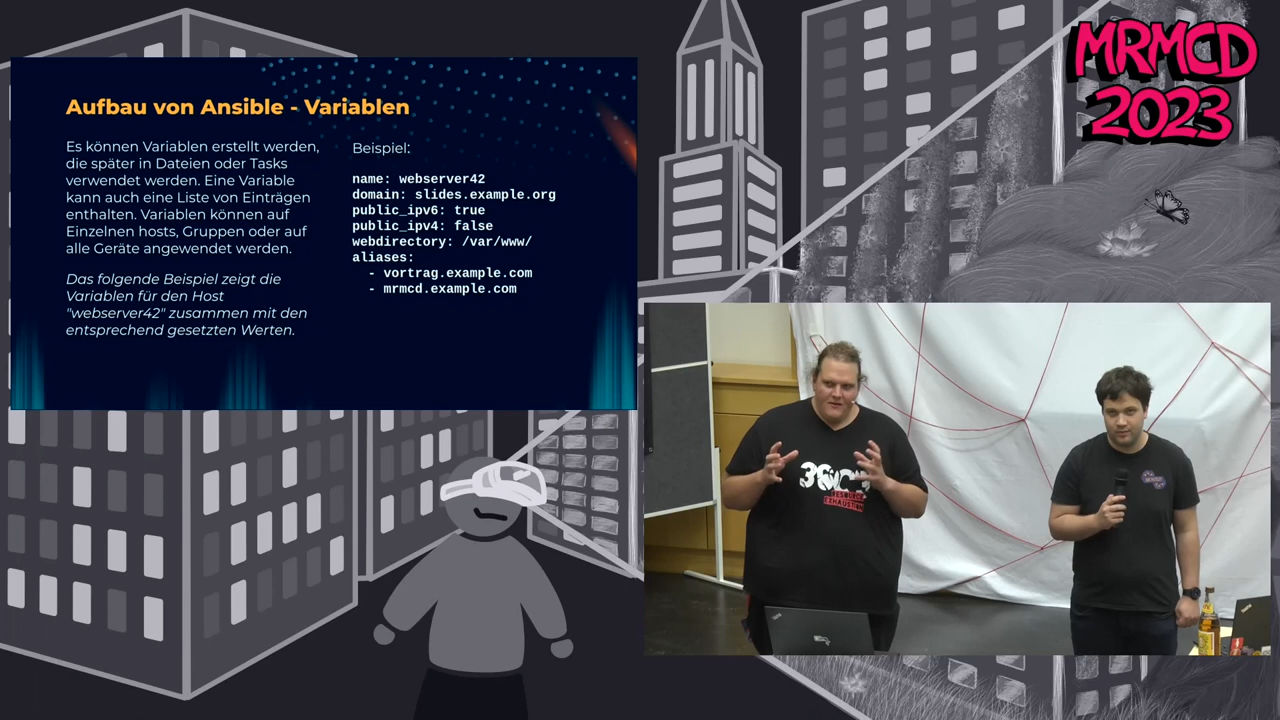 MRMCD
2023
Aufbau von Ansible - Variablen
Es können Variablen erstellt werden,
die später in Dateien oder Tasks
verwendet werden. Eine Variable
kann auch eine Liste von Einträgen
enthalten. Variablen können auf
Einzelnen hosts, Gruppen oder auf
alle Geräte angewendet werden.
Das folgende Beispiel zeigt die
Variablen für den Host
"webserver42" zusammen mit den
entsprechend gesetzten Werten.
Beispiel:
name: webserver42
domain: slides.example.org
public_ipv6: true
public_ipv4: false
webdirectory: /var/www/
aliases:
- vortrag.example.com
- mrmcd.example.com
EXHAUSTION